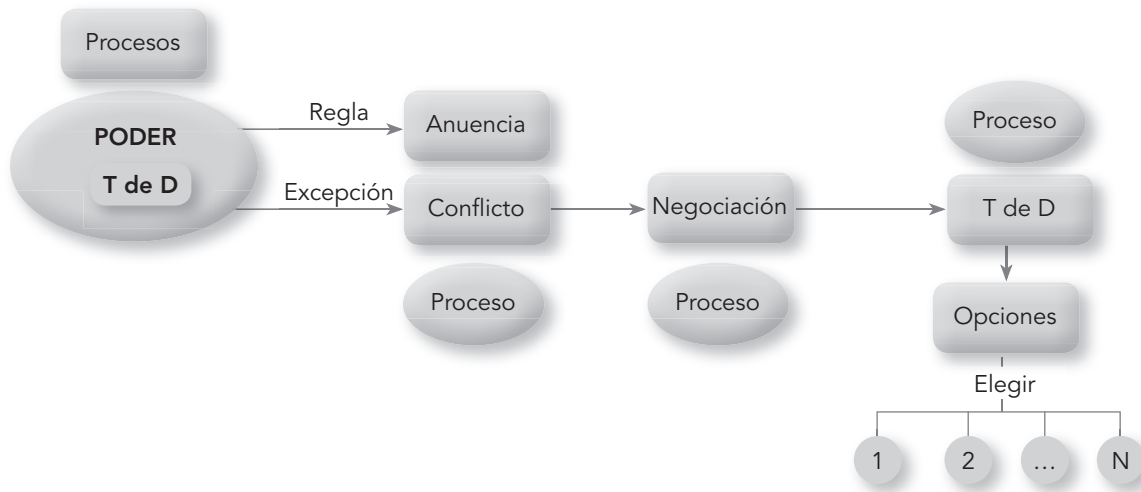 Procesos
PODER
T de D
Regla
Anuencia
Excepción
Conflicto
Proceso
Negociación
Proceso
Proceso
T de D
Opciones
Elegir
1
2
...
N